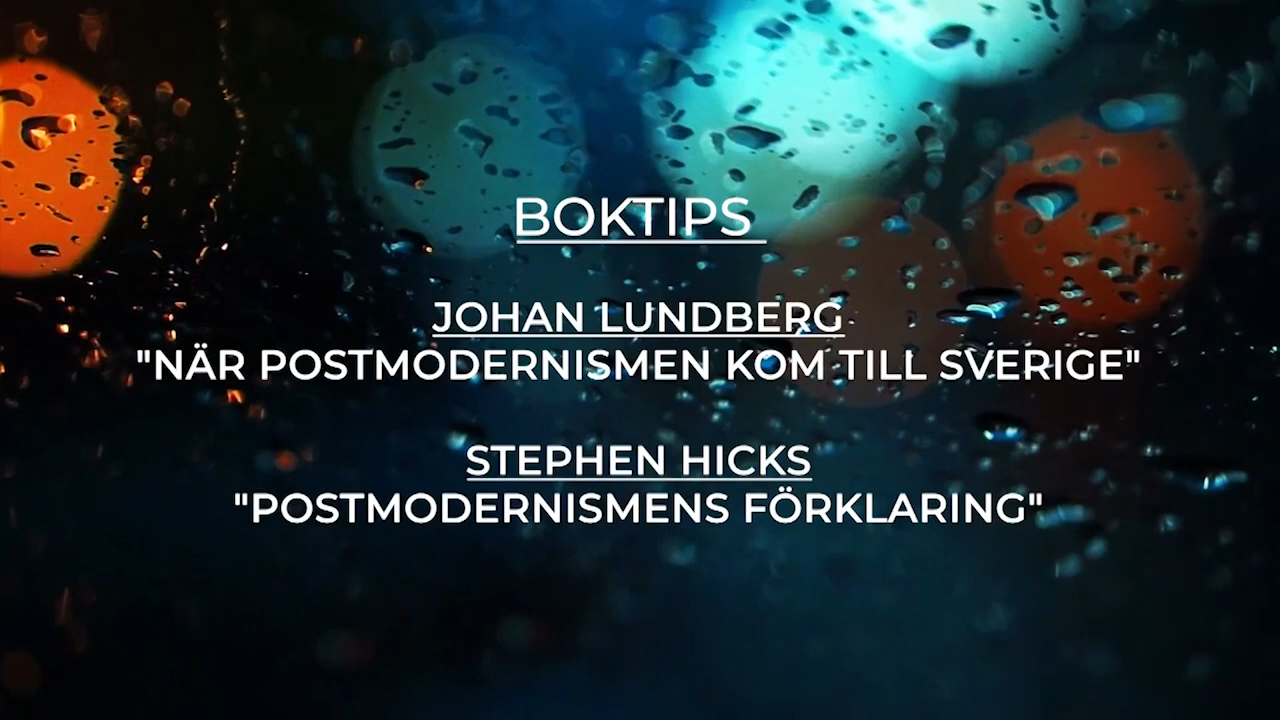 BOKTIPS
JOHAN LUNDBERG
"NÄR POSTMODERNISMEN KOM TILL SVERIGE"
STEPHEN HICKS
"POSTMODERNISMENS FÖRKLARING"